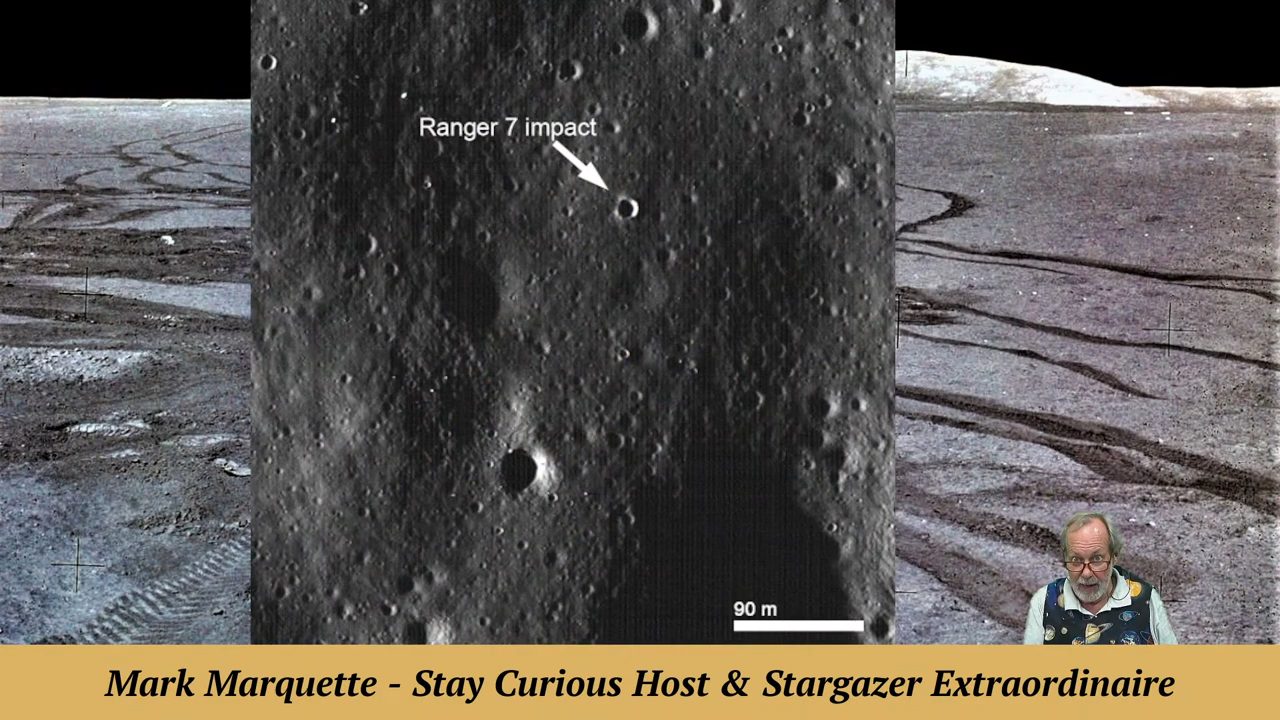 Ranger 7 impact
90 m
Mark Marquette - Stay Curious Host & Stargazer Extraordinaire